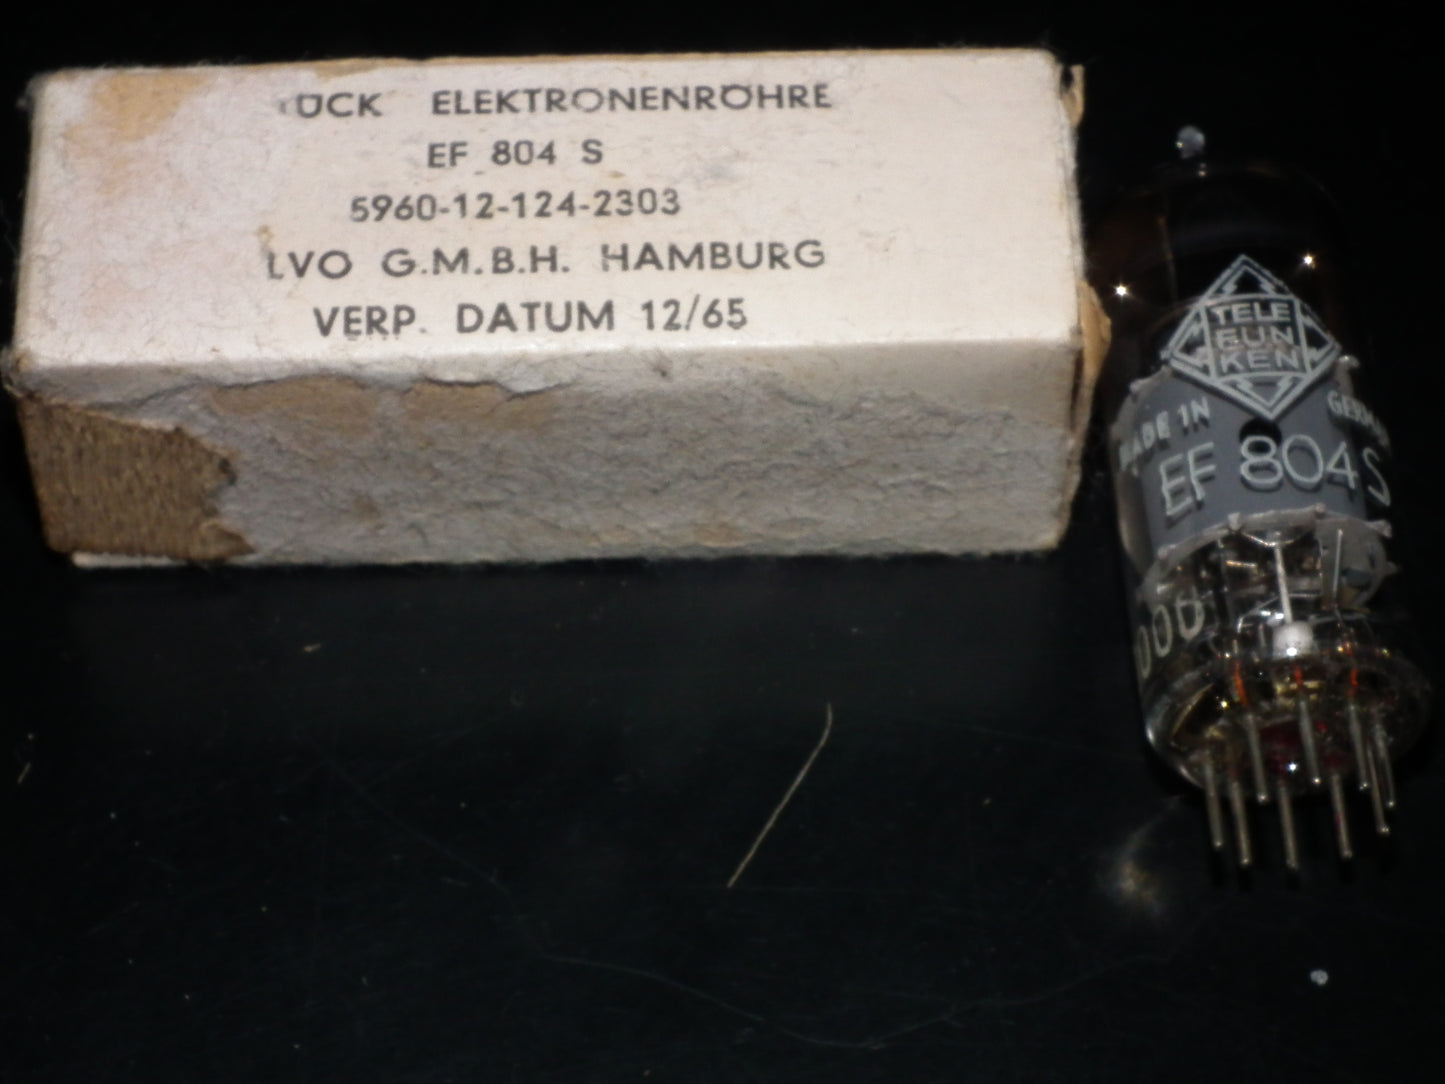 ÜCK ELEKTRONENRÖHRE
EF 804 S
5960-12-124-2303
LVO G.M.B.H. HAMBURG
VERP. DATUM 12/65
TELE
FUN
KEN
MADE IN GERMANY
EF 804 S